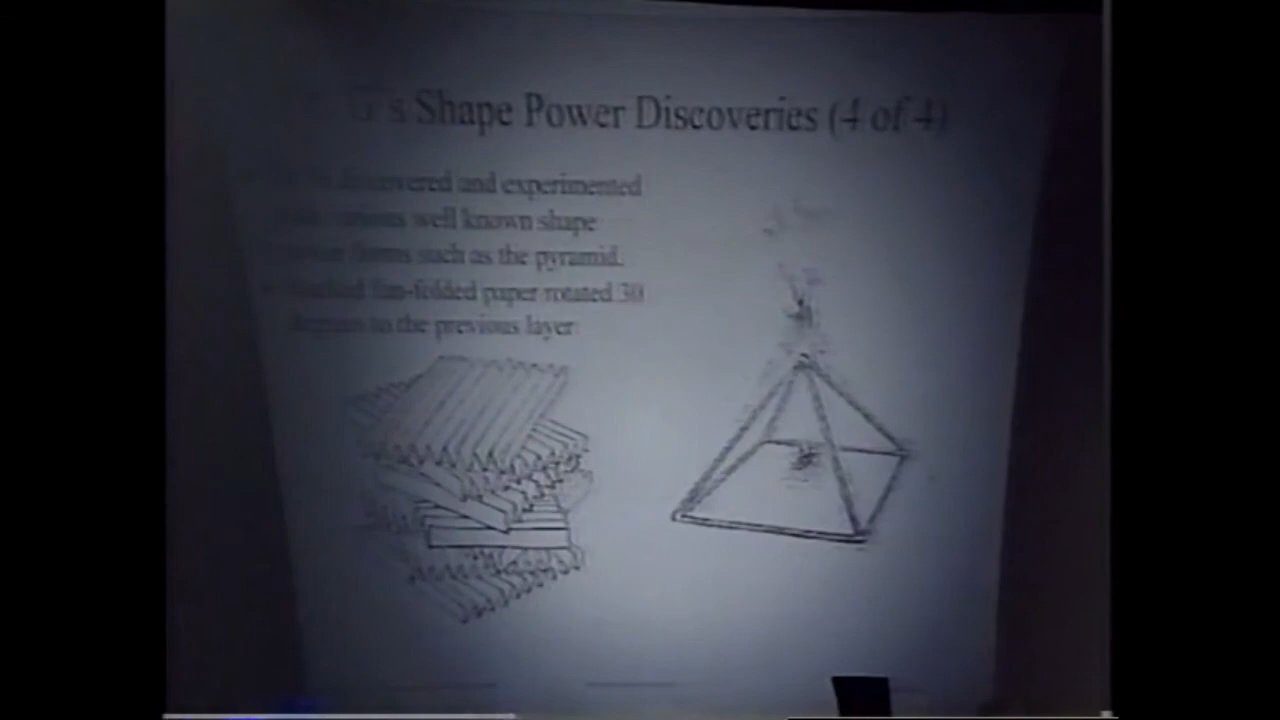 's Shape Power Discoveries (4 of 4)
discovered and experimented
various well known shape
forms such as the pyramid.
fan-folded paper rotated 30
to the previous layer